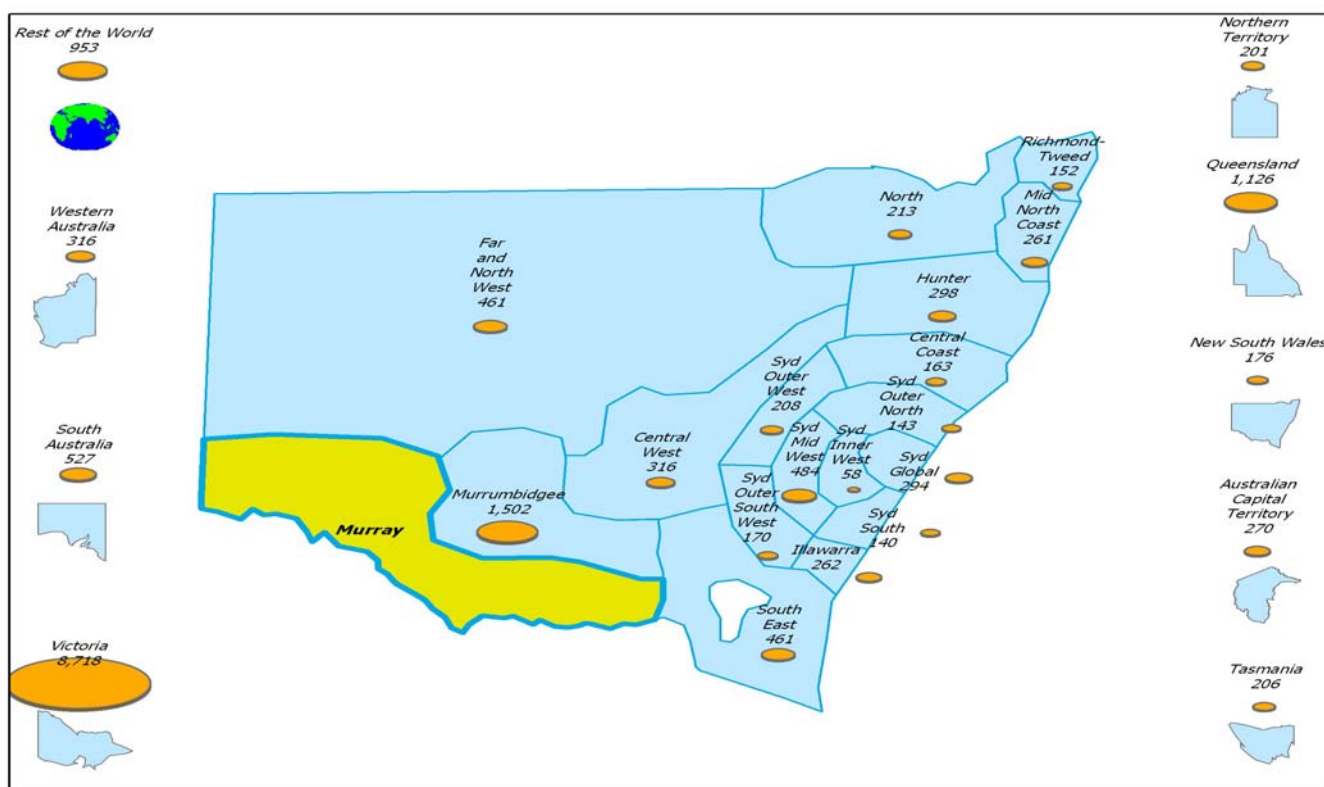 Rest of the World
953
Western
Australia
316
South
Australia
527
Victoria
8,718
Far
and
North
West
461
Murray
Murrumbidgee
1,502
Central
West
316
North
213
Richmond-
Tweed
152
Mid
North
Coast
261
Hunter
298
Central
Coast
163
Syd
Outer
West
208
Syd
Outer
North
143
Syd
Mid
West
484
Syd
Inner
West
58
Syd
Global
294
Syd
Outer
South
West
170
Syd
South
140
Illawarra
262
South
East
461
Northern
Territory
201
Queensland
1,126
New South Wales
176
Australian
Capital
Territory
270
Tasmania
206